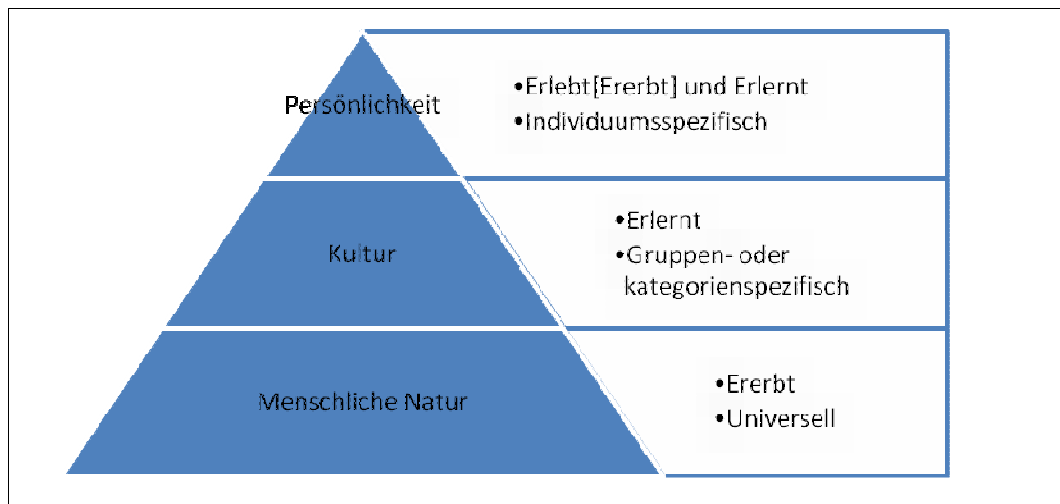 Persönlichkeit
•Erlebt[Ererbt] und Erlernt
•Individuumsspezifisch
Kultur
•Erlernt
•Gruppen- oder
kategorienspezifisch
Menschliche Natur
•Ererbt
•Universell